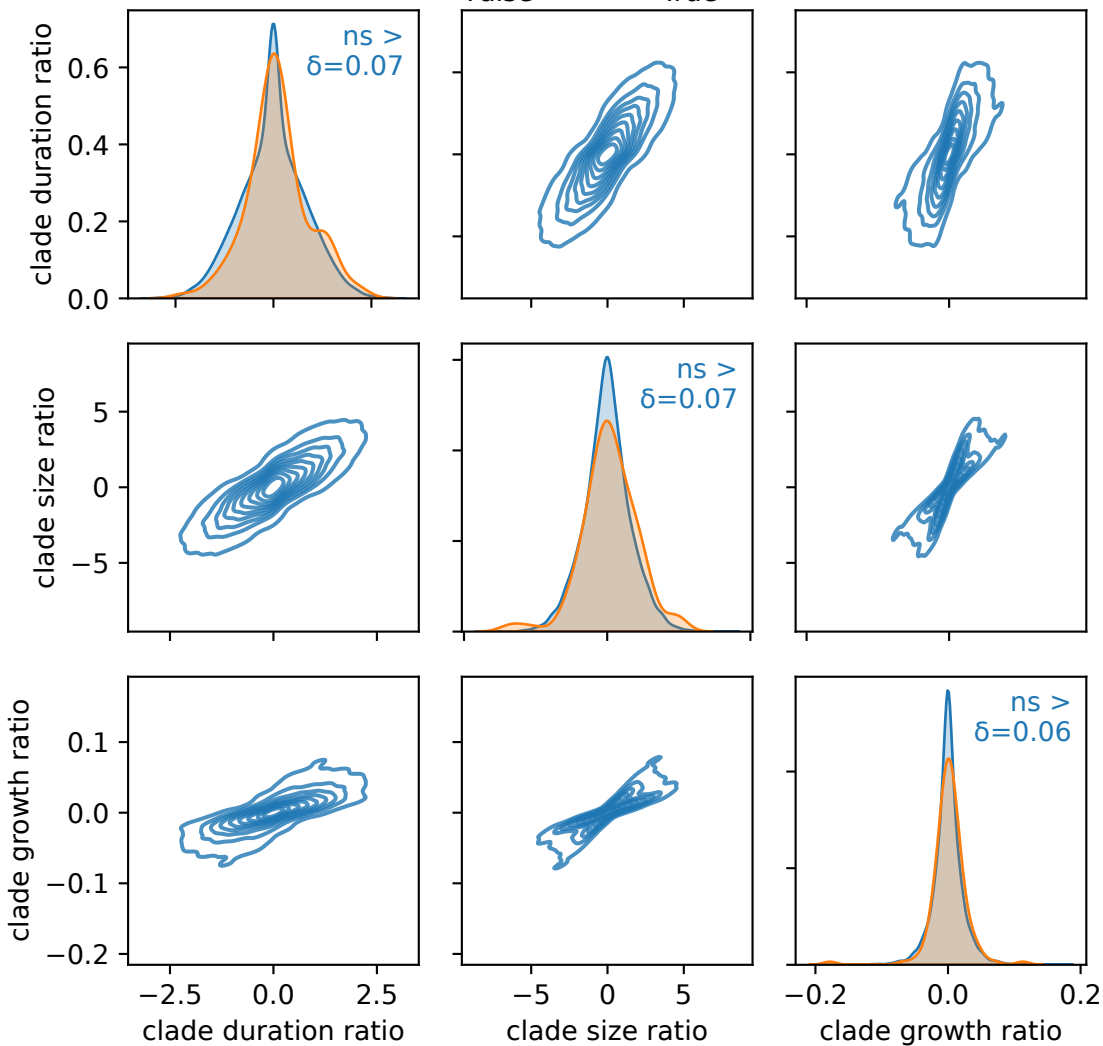 False True
clade duration ratio
0.6
0.4
0.2
0.0
ns >
δ=0.07
clade size ratio
5
0
−5
ns >
δ=0.07
clade growth ratio
0.1
0.0
−0.1
−0.2
ns >
δ=0.06
−2.5 0.0 2.5
−5 0 5
−0.2 0.0 0.2
clade duration ratio
clade size ratio
clade growth ratio